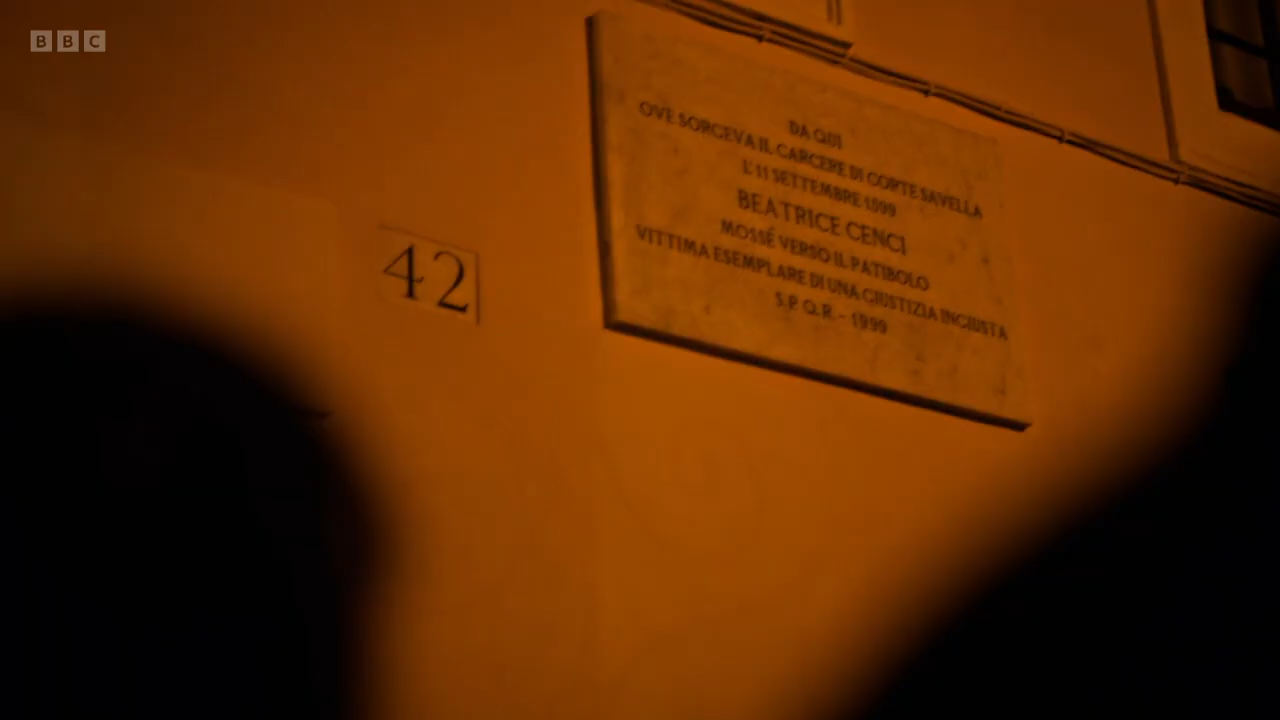 BBC
42
DA QUI
OVE SORGEVA IL CARCERE DI CORTE SAVELLA
L'11 SETTEMBRE 1599
BEATRICE CENCI
MOSSÉ VERSO IL PATIBOLO
VITTIMA ESEMPLARE DI UNA GIUSTIZIA INGIUSTA
S.P.Q.R. - 1999